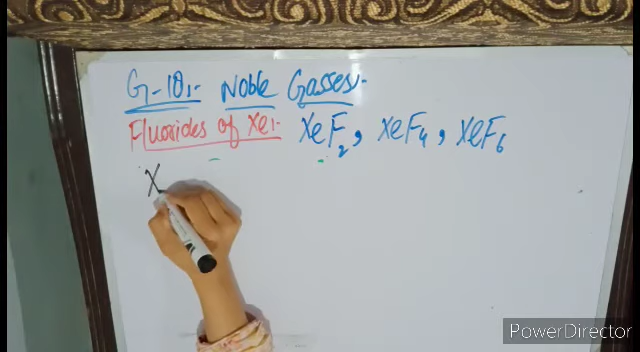 G-18:- Noble Gasses:-
Fluorides of Xe:- XeF₂, XeF₄, XeF₆
X
PowerDirector